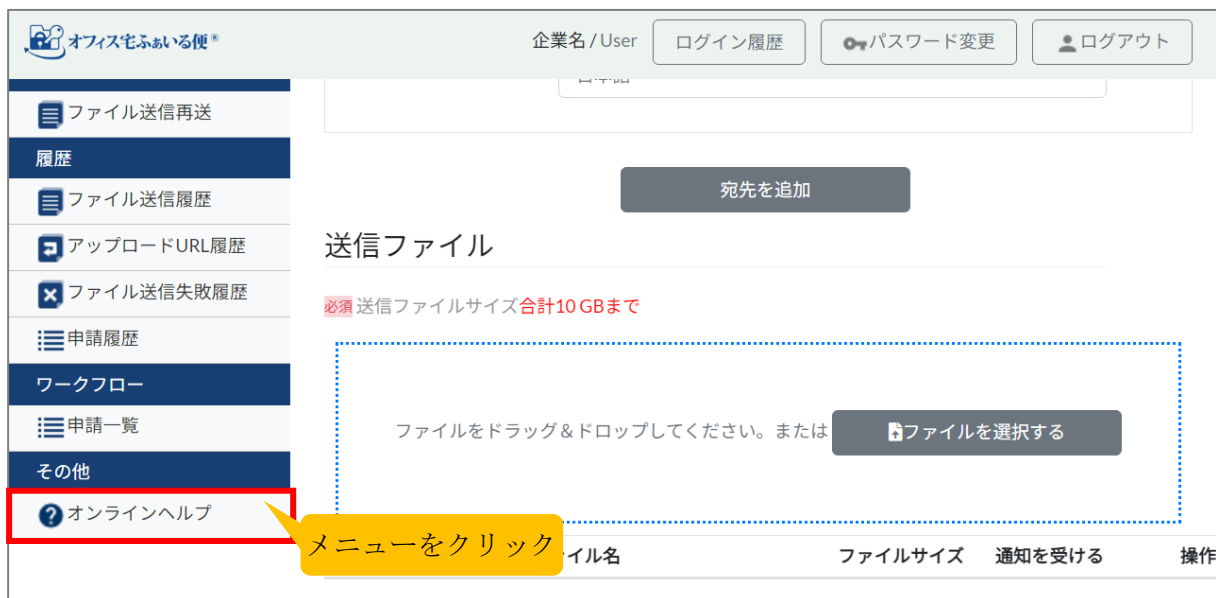 オフィス宅ふぁいる便®
企業名 / User
ログイン履歴
パスワード変更
ログアウト
日本語
ファイル送信再送
履歴
ファイル送信履歴
アップロードURL履歴
ファイル送信失敗履歴
申請履歴
ワークフロー
申請一覧
その他
オンラインヘルプ
メニューをクリック
宛先を追加
送信ファイル
必須 送信ファイルサイズ合計10 GBまで
ファイルをドラッグ＆ドロップしてください。または
ファイルを選択する
イル名 ファイルサイズ 通知を受ける 操作